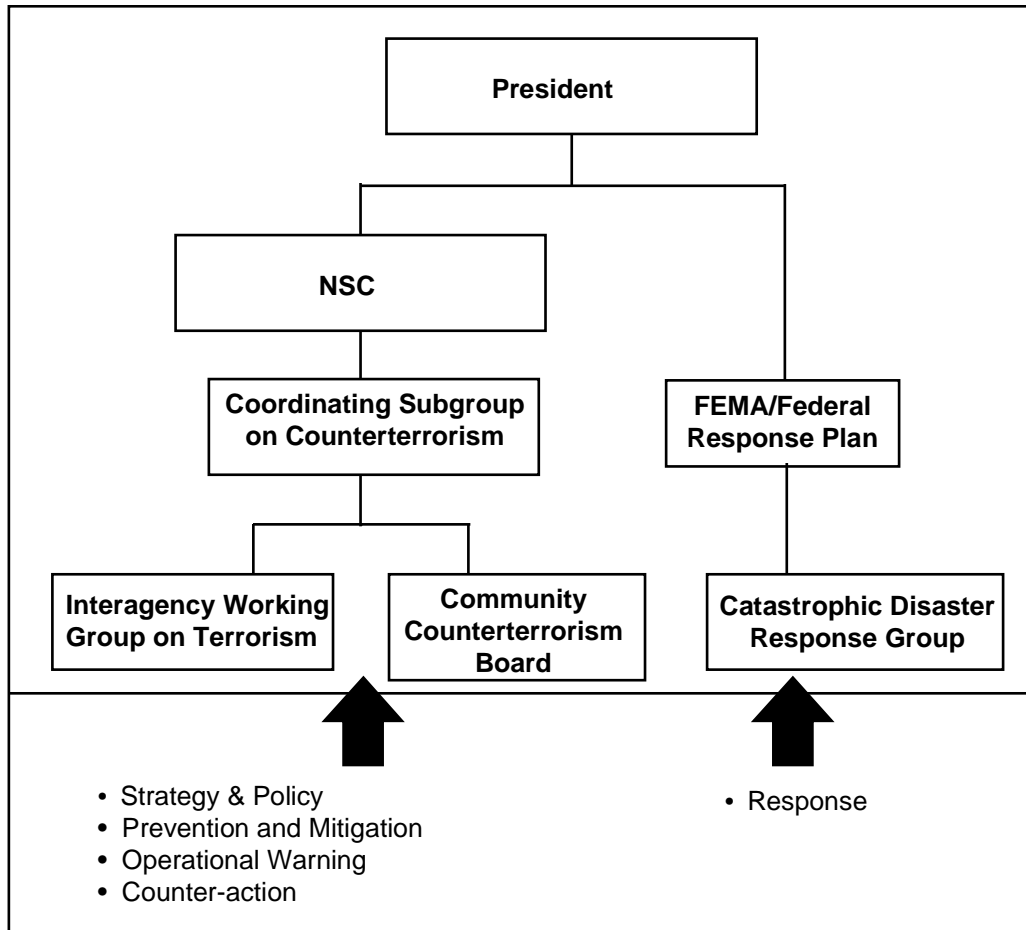 President
NSC
Coordinating Subgroup
on Counterterrorism
FEMA/Federal
Response Plan
Interagency Working
Group on Terrorism
Community
Counterterrorism
Board
Catastrophic Disaster
Response Group
• Strategy & Policy
• Prevention and Mitigation
• Operational Warning
• Counter-action
• Response